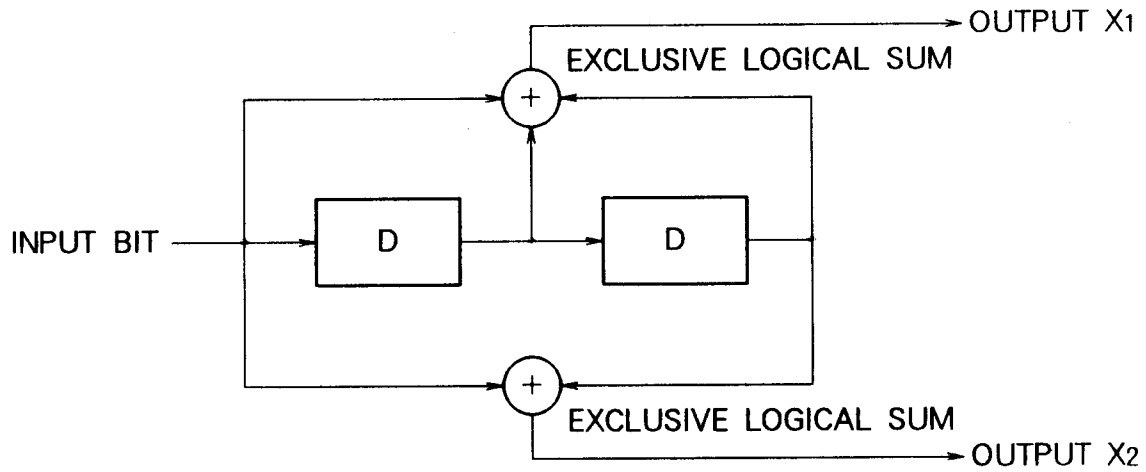 OUTPUT X1
EXCLUSIVE LOGICAL SUM
+
INPUT BIT
D
D
+
EXCLUSIVE LOGICAL SUM
OUTPUT X2